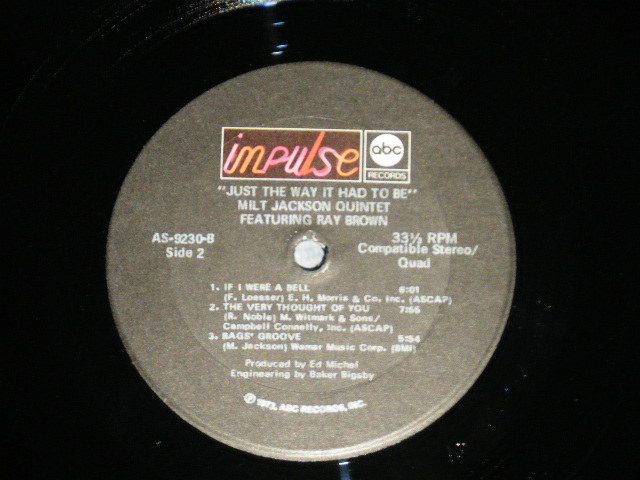 impulse
abc
RECORDS
"JUST THE WAY IT HAD TO BE"
MILT JACKSON QUINTET
FEATURING RAY BROWN
AS-9230-B
Side 2
33⅓ RPM
Compatible Stereo/
Quad
1. IF I WERE A BELL 6:01
(F. Loesser) E. H. Morris & Co. Inc. (ASCAP)
2. THE VERY THOUGHT OF YOU 7:55
(R. Noble) M. Witmark & Sons/
Campbell Connelly, Inc. (ASCAP)
3. BAGS' GROOVE 5:54
(M. Jackson) Wemar Music Corp. (BMI)
Produced by Ed Michel
Engineering by Baker Bigsby
℗ 1973, ABC RECORDS, INC.